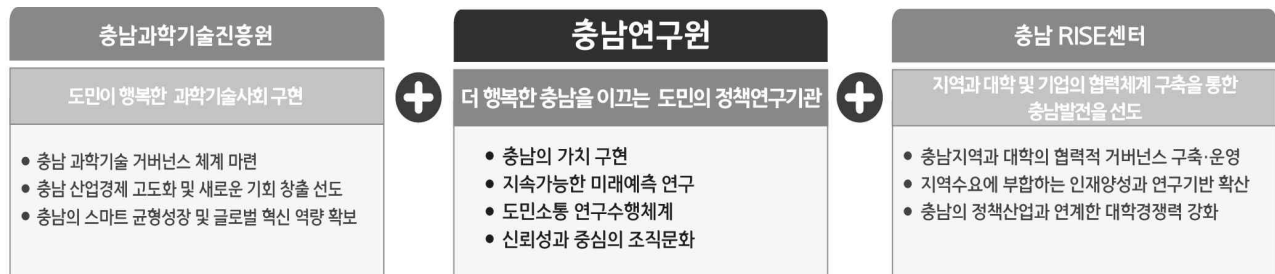 충남과학기술진흥원
도민이 행복한 과학기술사회 구현
• 충남 과학기술 거버넌스 체계 마련
• 충남 산업경제 고도화 및 새로운 기회 창출 선도
• 충남의 스마트 균형성장 및 글로벌 혁신 역량 확보
+
충남연구원
더 행복한 충남을 이끄는 도민의 정책연구기관
• 충남의 가치 구현
• 지속가능한 미래예측 연구
• 도민소통 연구수행체계
• 신뢰성과 중심의 조직문화
+
충남 RISE센터
지역과 대학 및 기업의 협력체계 구축을 통한
충남발전을 선도
• 충남지역과 대학의 협력적 거버넌스 구축·운영
• 지역수요에 부합하는 인재양성과 연구기반 확산
• 충남의 정책산업과 연계한 대학경쟁력 강화